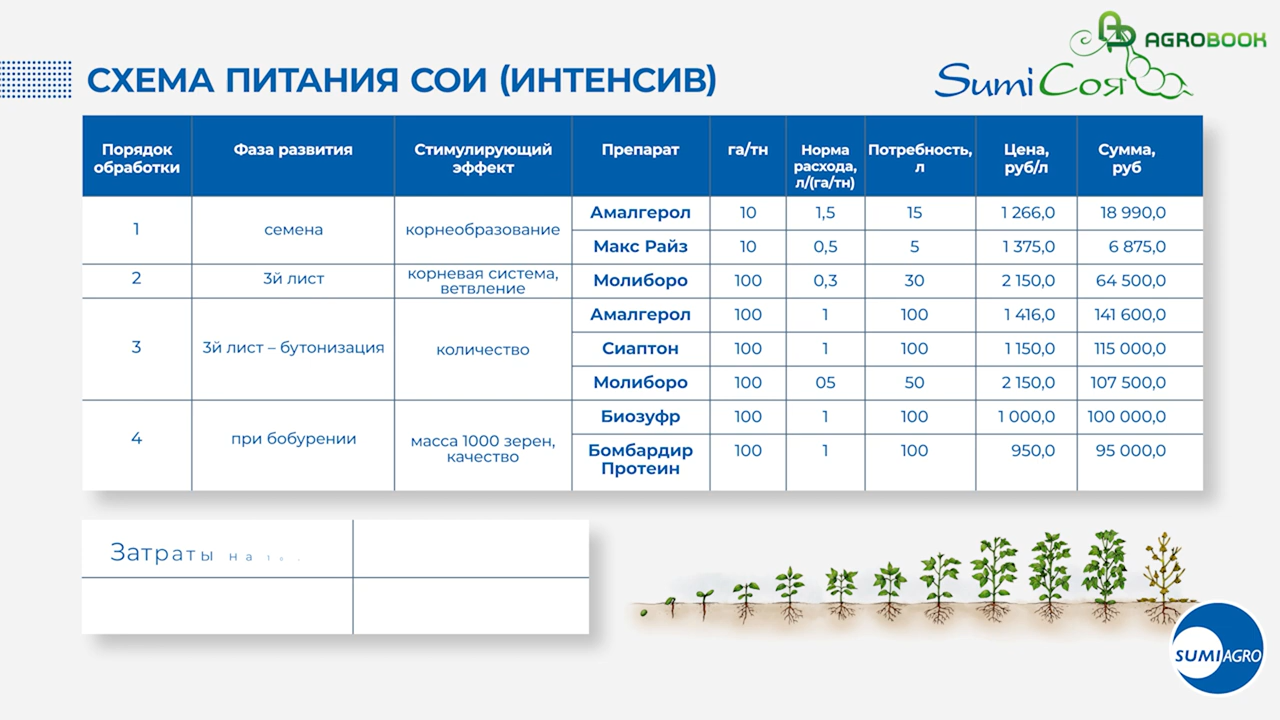 AGROBOOK
SumiСоя
СХЕМА ПИТАНИЯ СОИ (ИНТЕНСИВ)
Порядок обработки Фаза развития Стимулирующий эффект Препарат га/тн Норма расхода, л/(га/тн) Потребность, л Цена, руб/л Сумма, руб
1 семена корнеобразование Амалгерол 10 1,5 15 1 266,0 18 990,0
Макс Райз 10 0,5 5 1 375,0 6 875,0
2 3й лист корневая система, ветвление Молиборо 100 0,3 30 2 150,0 64 500,0
3 3й лист – бутонизация количество Амалгерол 100 1 100 1 416,0 141 600,0
Сиаптон 100 1 100 1 150,0 115 000,0
Молиборо 100 05 50 2 150,0 107 500,0
4 при бобурении масса 1000 зерен, качество Биозуфр 100 1 100 1 000,0 100 000,0
Бомбардир Протеин 100 1 100 950,0 95 000,0
Затраты на
SUMIAGRO